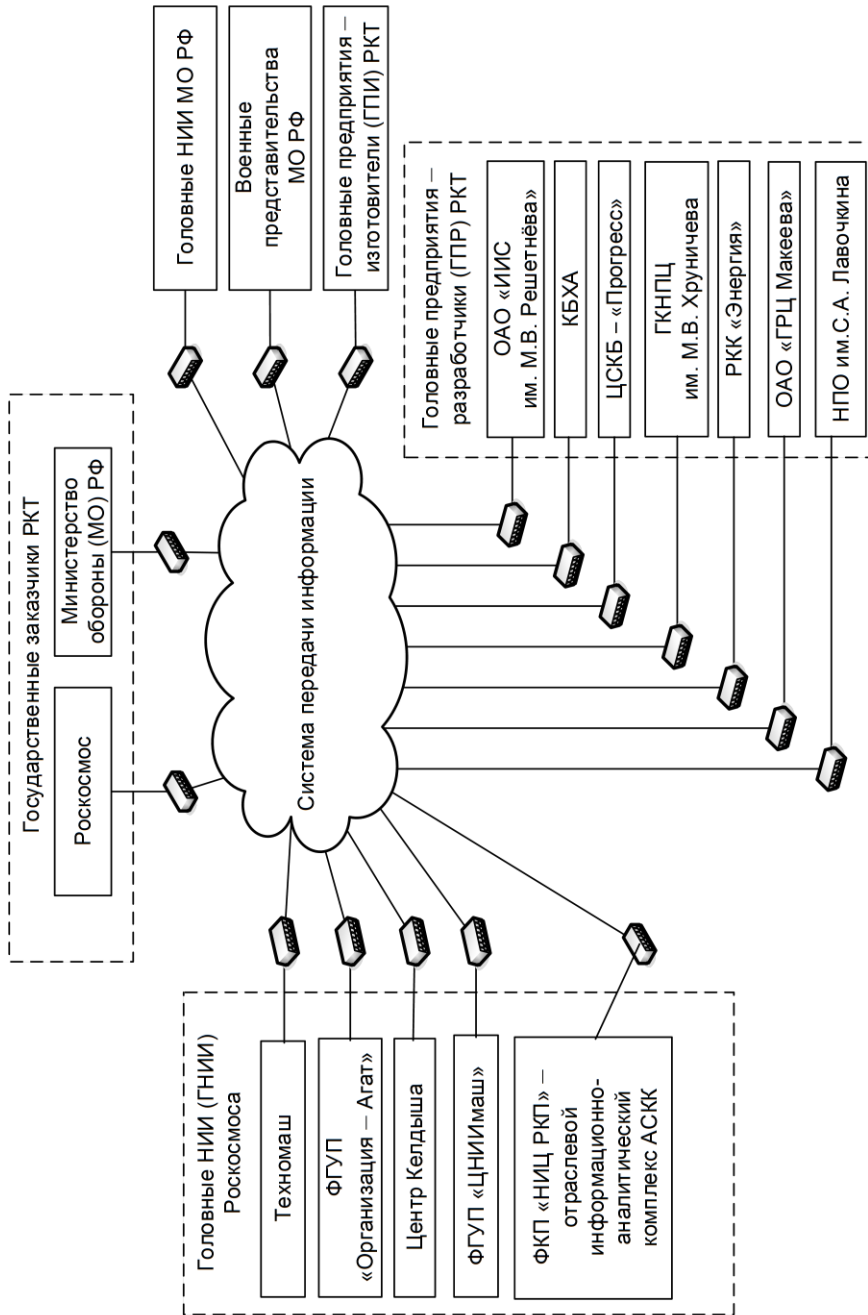 Государственные заказчики РКТ
Роскосмос
Министерство
обороны (МО) РФ
Головные НИИ (ГНИИ)
Роскосмоса
Техномаш
ФГУП
«Организация – Агат»
Центр Келдыша
ФГУП «ЦНИИмаш»
ФКП «НИЦ РКП» –
отраслевой
информационно-
аналитический
комплекс АСКК
Система передачи информации
Головные НИИ МО РФ
Военные
представительства
МО РФ
Головные предприятия –
изготовители (ГПИ) РКТ
Головные предприятия –
разработчики (ГПР) РКТ
ОАО «ИИС
им. М.В. Решетнёва»
КБХА
ЦСКБ – «Прогресс»
ГКНПЦ
им. М.В. Хруничева
РКК «Энергия»
ОАО «ГРЦ Макеева»
НПО им.С.А. Лавочкина